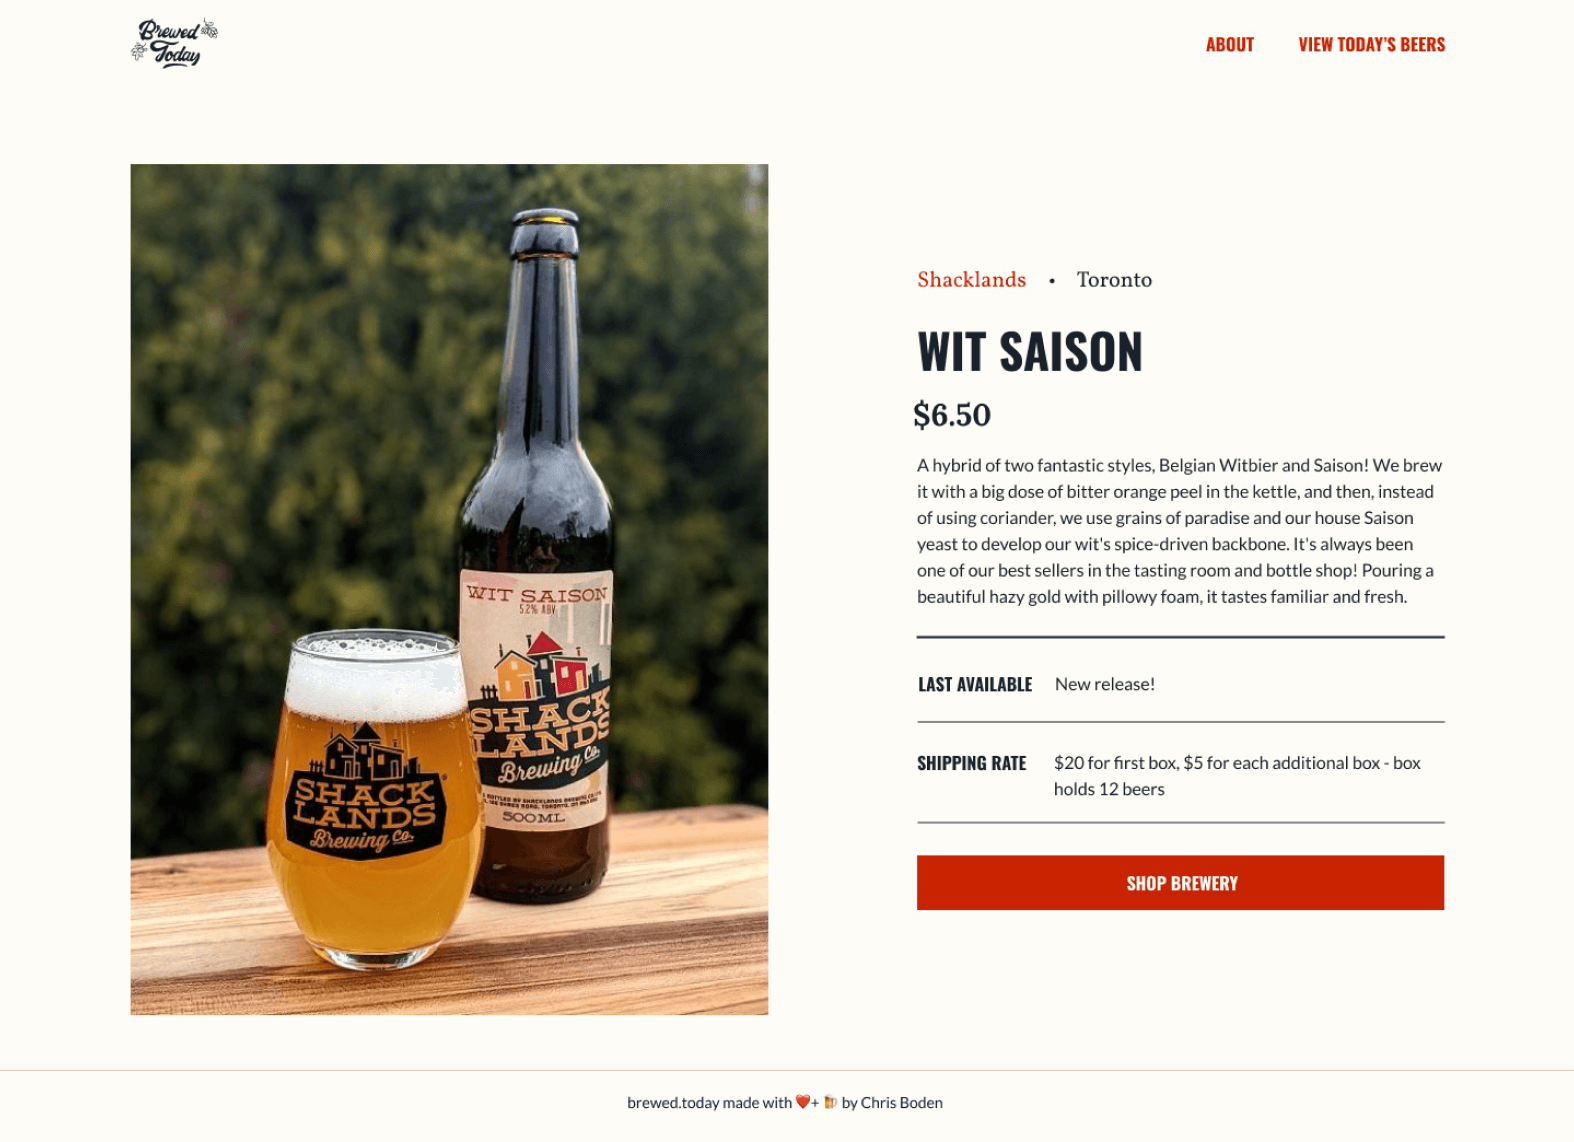 Brewed
Today
ABOUT
VIEW TODAY'S BEERS
Shacklands • Toronto
WIT SAISON
$6.50
A hybrid of two fantastic styles, Belgian Witbier and Saison! We brew
it with a big dose of bitter orange peel in the kettle, and then, instead
of using coriander, we use grains of paradise and our house Saison
yeast to develop our wit's spice-driven backbone. It's always been
one of our best sellers in the tasting room and bottle shop! Pouring a
beautiful hazy gold with pillowy foam, it tastes familiar and fresh.
LAST AVAILABLE New release!
SHIPPING RATE $20 for first box, $5 for each additional box - box
holds 12 beers
SHOP BREWERY
WIT SAISON
5.2% ABV
SHACK
LANDS
Brewing Co.
BOTTLED BY SHACKLANDS BREWING CO.
500ML
SHACK
LANDS
Brewing Co.
brewed.today made with ❤️+ 🍺 by Chris Boden